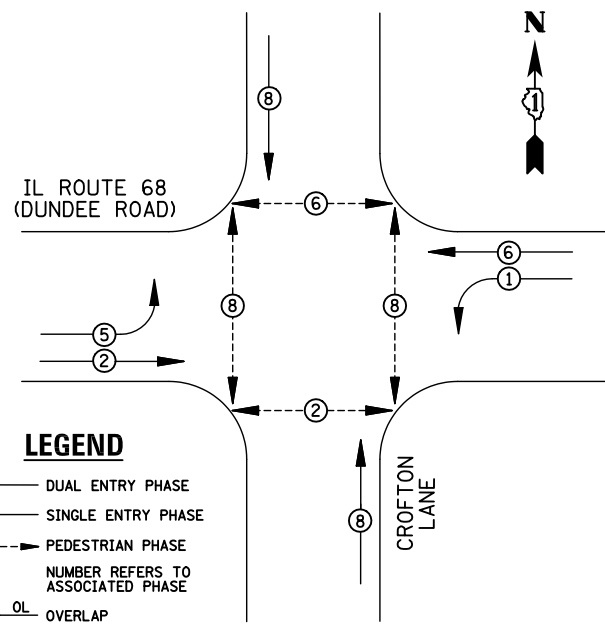 N
1
8
IL ROUTE 68
(DUNDEE ROAD)
6
6
1
8
8
5
2
2
LEGEND
DUAL ENTRY PHASE
SINGLE ENTRY PHASE
PEDESTRIAN PHASE
NUMBER REFERS TO
ASSOCIATED PHASE
OL
OVERLAP
8
CROFTON
LANE